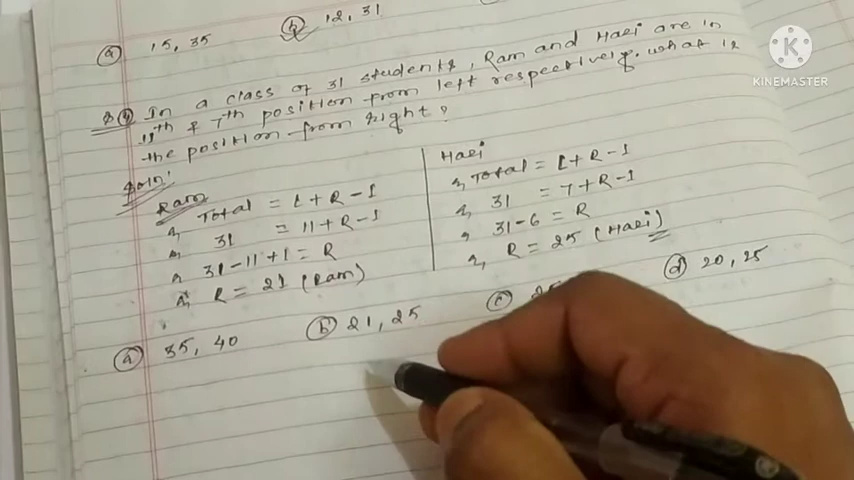 (a) 15, 35 (b) 12, 31
KINEMASTER
Q (4) In a class of 31 students, Ram and Hari are in
11th & 7th position from left respectively. what is
the position from right?
Soln:
Ram
Total = L + R - 1
31 = 11 + R - 1
31 - 11 + 1 = R
R = 21 (Ram)
Hari
Total = L + R - 1
31 = 7 + R - 1
31 - 6 = R
R = 25 (Hari)
(a) 35, 40 (b) 21, 25 (c) (d) 20, 25